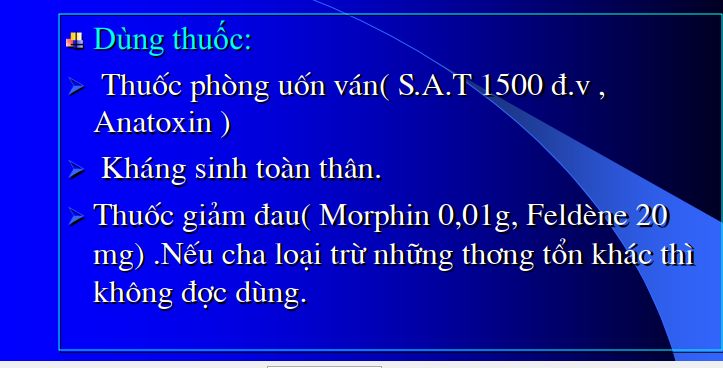 Dùng thuốc:
Thuốc phòng uốn ván( S.A.T 1500 đ.v ,
Anatoxin )
Kháng sinh toàn thân.
Thuốc giảm đau( Morphin 0,01g, Feldène 20
mg) .Nếu cha loại trừ những thơng tổn khác thì
không đợc dùng.